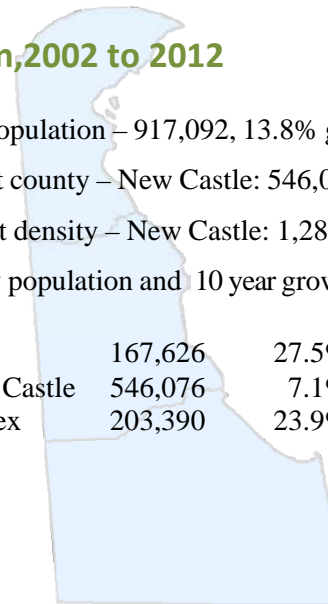 n,2002 to 2012
opulation – 917,092, 13.8% g
t county – New Castle: 546,0
t density – New Castle: 1,28
y population and 10 year grow
167,626 27.5%
Castle 546,076 7.1%
ex 203,390 23.9%